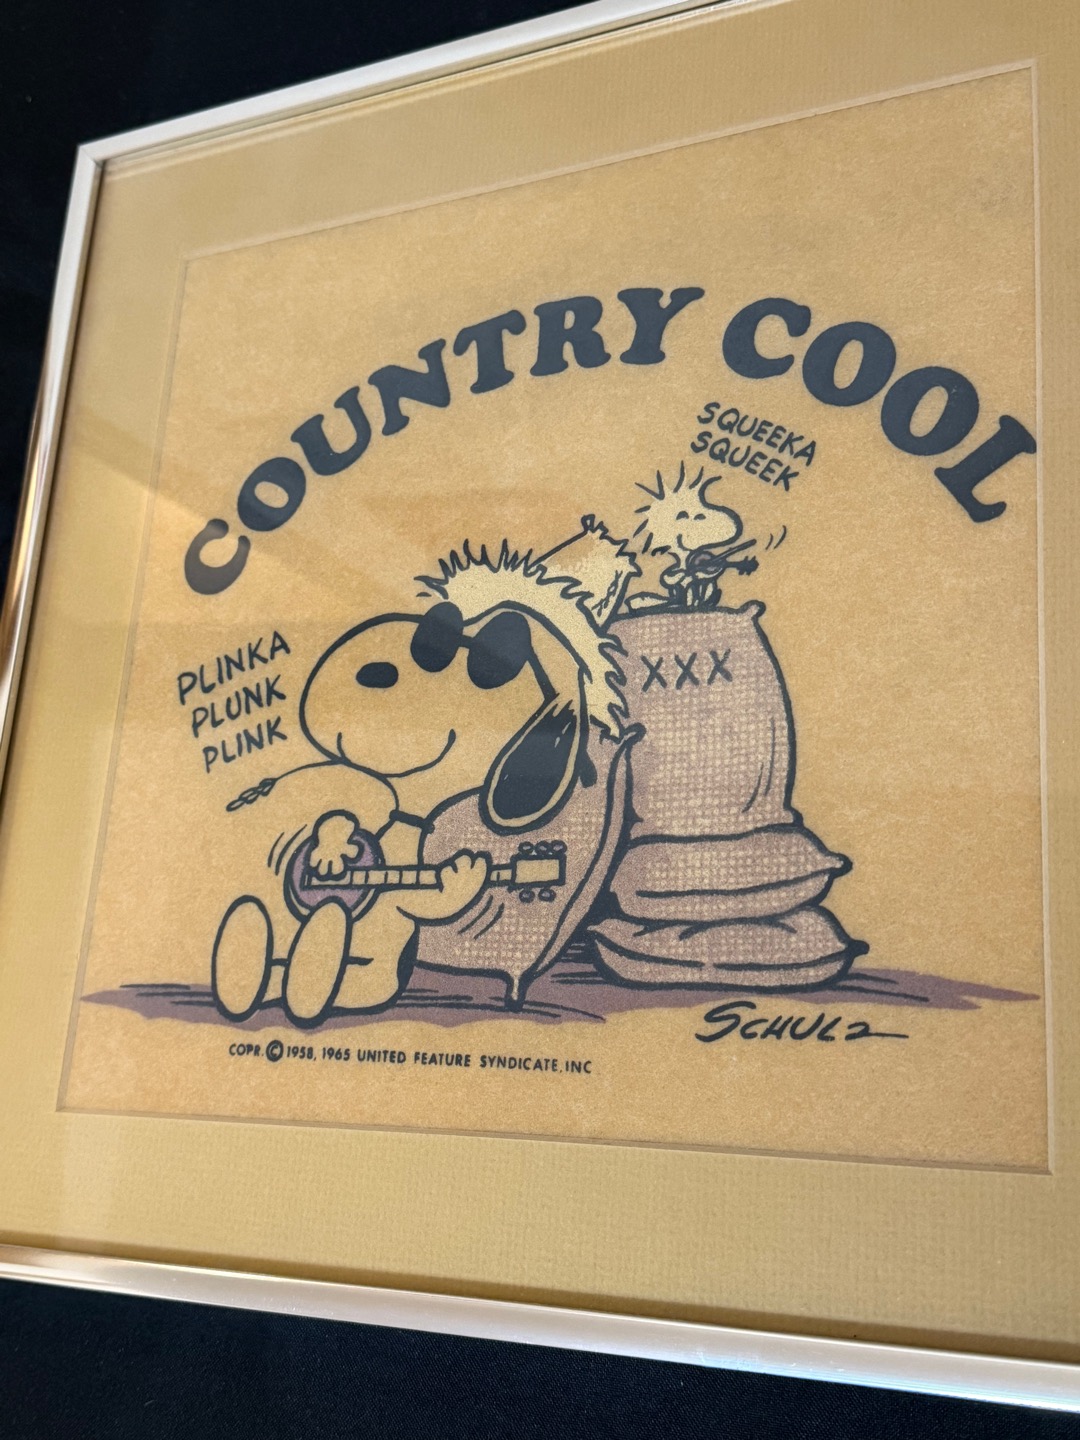 COUNTRY COOL
SQUEEKA
SQUEEK
XXX
PLINKA
PLUNK
PLINK
SCHULZ
COPR. © 1958, 1965 UNITED FEATURE SYNDICATE, INC